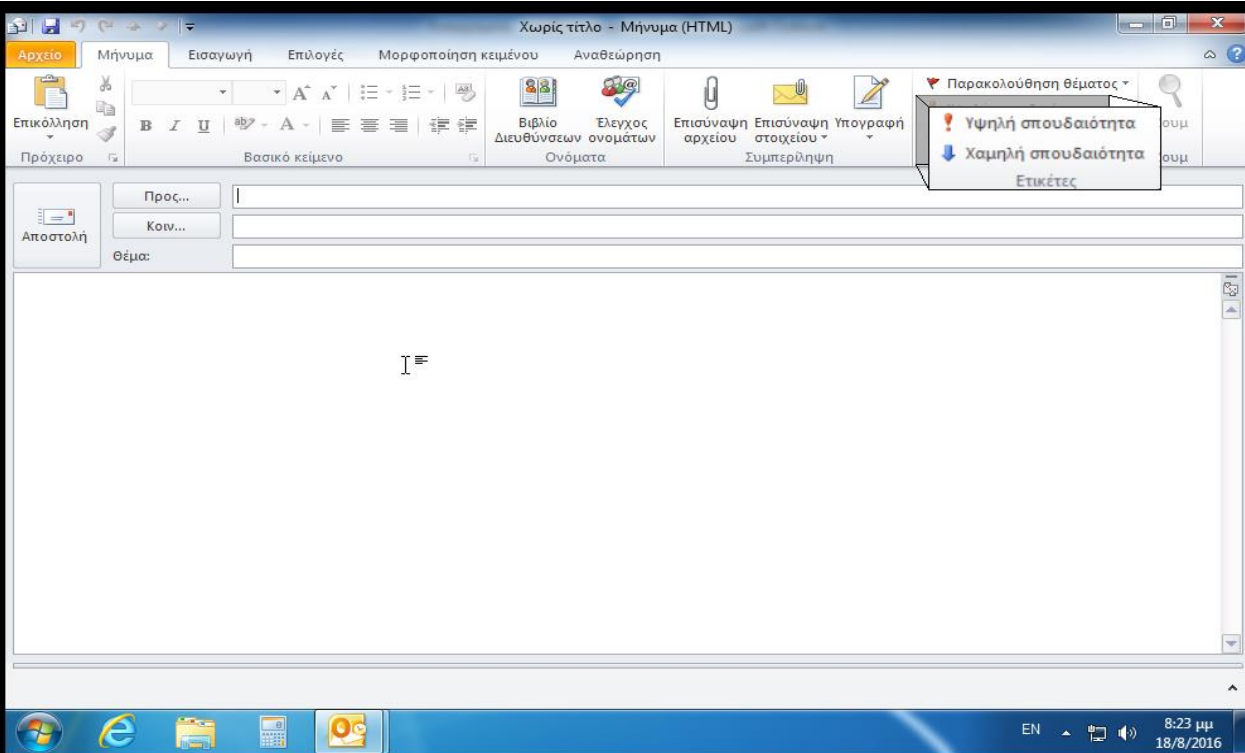 Χωρίς τίτλο - Μήνυμα (HTML)
Αρχείο Μήνυμα Εισαγωγή Επιλογές Μορφοποίηση κειμένου Αναθεώρηση
Επικόλληση
Πρόχειρο
B I U
Βασικό κείμενο
Βιβλίο Διευθύνσεων
Έλεγχος ονομάτων
Ονόματα
Επισύναψη αρχείου
Επισύναψη στοιχείου
Υπογραφή
Συμπερίληψη
Παρακολούθηση θέματος
Υψηλή σπουδαιότητα
Χαμηλή σπουδαιότητα
Ετικέτες
Αποστολή
Προς...
Κοιν...
Θέμα:
EN
8:23 μμ
18/8/2016